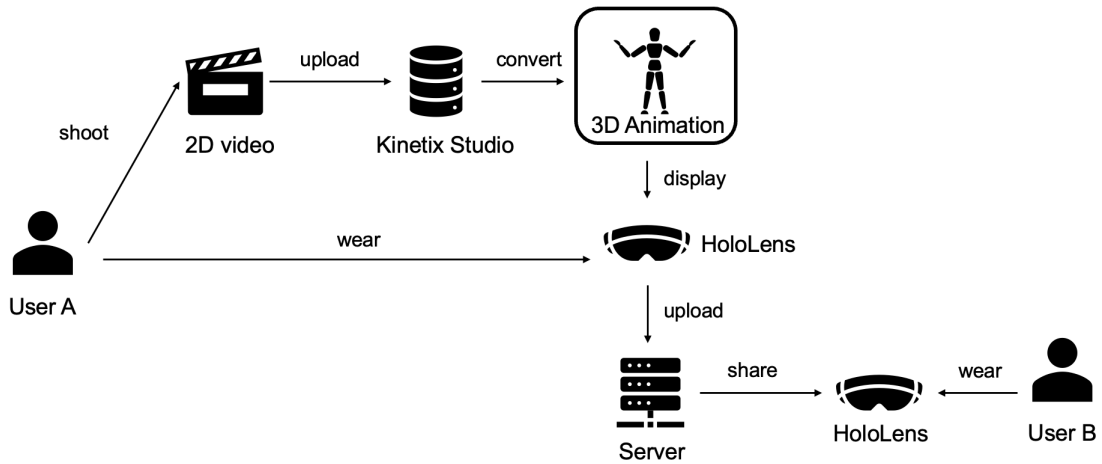 upload
convert
shoot
2D video
Kinetix Studio
3D Animation
display
wear
HoloLens
User A
upload
share
wear
Server
HoloLens
User B